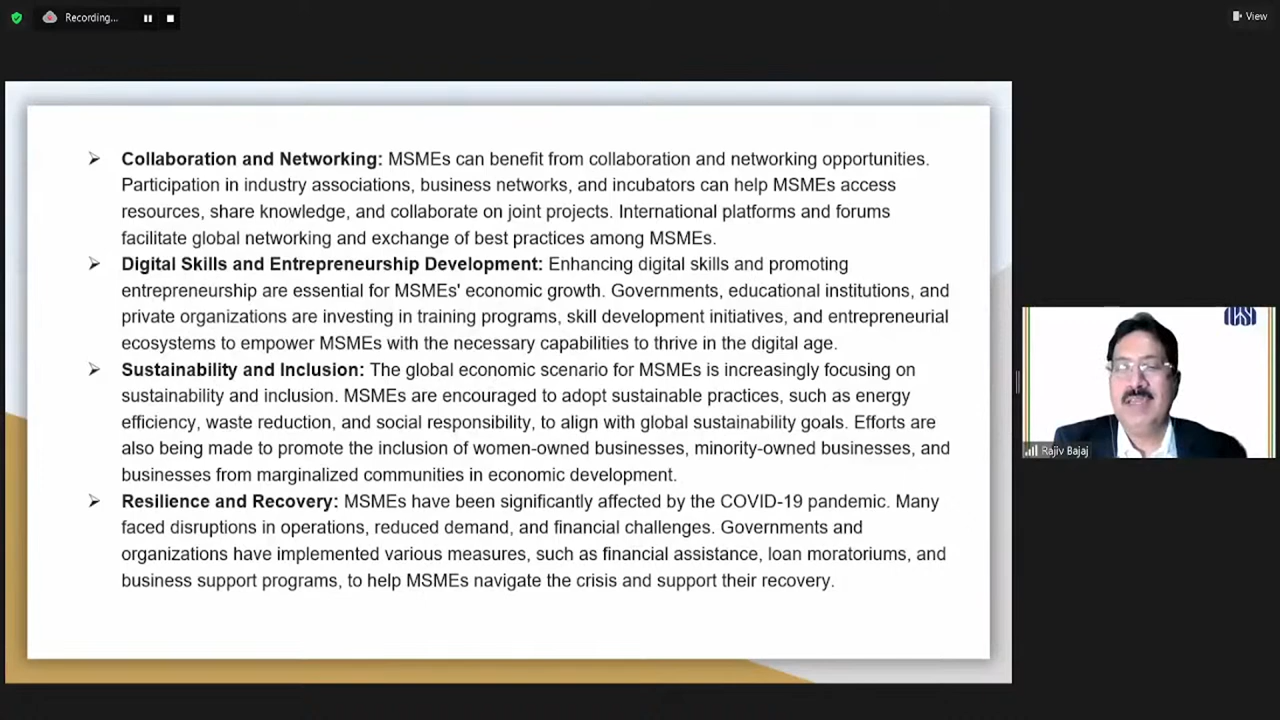 Recording...
View
➢ Collaboration and Networking: MSMEs can benefit from collaboration and networking opportunities.
Participation in industry associations, business networks, and incubators can help MSMEs access
resources, share knowledge, and collaborate on joint projects. International platforms and forums
facilitate global networking and exchange of best practices among MSMEs.
➢ Digital Skills and Entrepreneurship Development: Enhancing digital skills and promoting
entrepreneurship are essential for MSMEs' economic growth. Governments, educational institutions, and
private organizations are investing in training programs, skill development initiatives, and entrepreneurial
ecosystems to empower MSMEs with the necessary capabilities to thrive in the digital age.
➢ Sustainability and Inclusion: The global economic scenario for MSMEs is increasingly focusing on
sustainability and inclusion. MSMEs are encouraged to adopt sustainable practices, such as energy
efficiency, waste reduction, and social responsibility, to align with global sustainability goals. Efforts are
also being made to promote the inclusion of women-owned businesses, minority-owned businesses, and
businesses from marginalized communities in economic development.
➢ Resilience and Recovery: MSMEs have been significantly affected by the COVID-19 pandemic. Many
faced disruptions in operations, reduced demand, and financial challenges. Governments and
organizations have implemented various measures, such as financial assistance, loan moratoriums, and
business support programs, to help MSMEs navigate the crisis and support their recovery.
Rajiv Bajaj